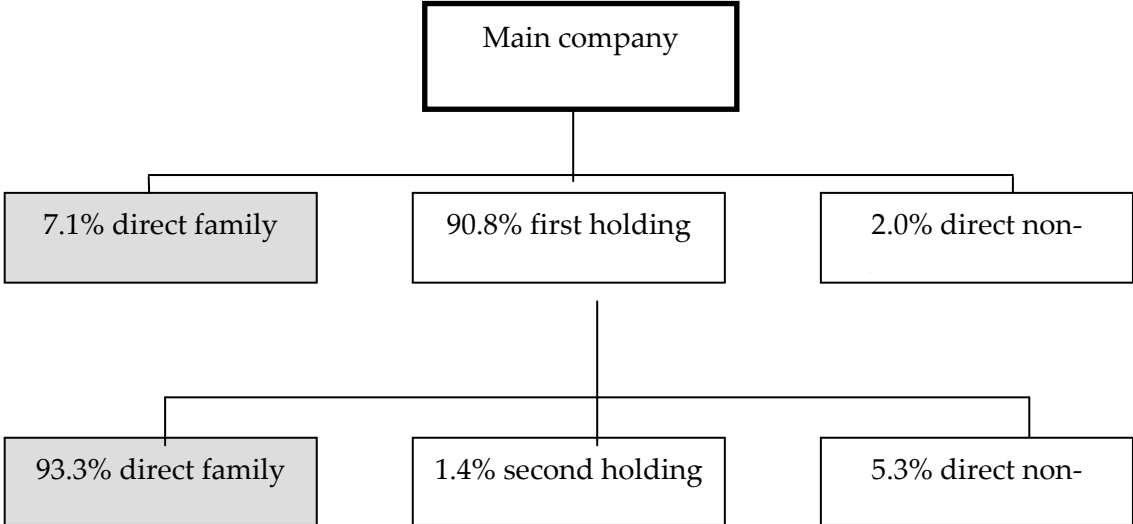 Main company
7.1% direct family
90.8% first holding
2.0% direct non-
93.3% direct family
1.4% second holding
5.3% direct non-